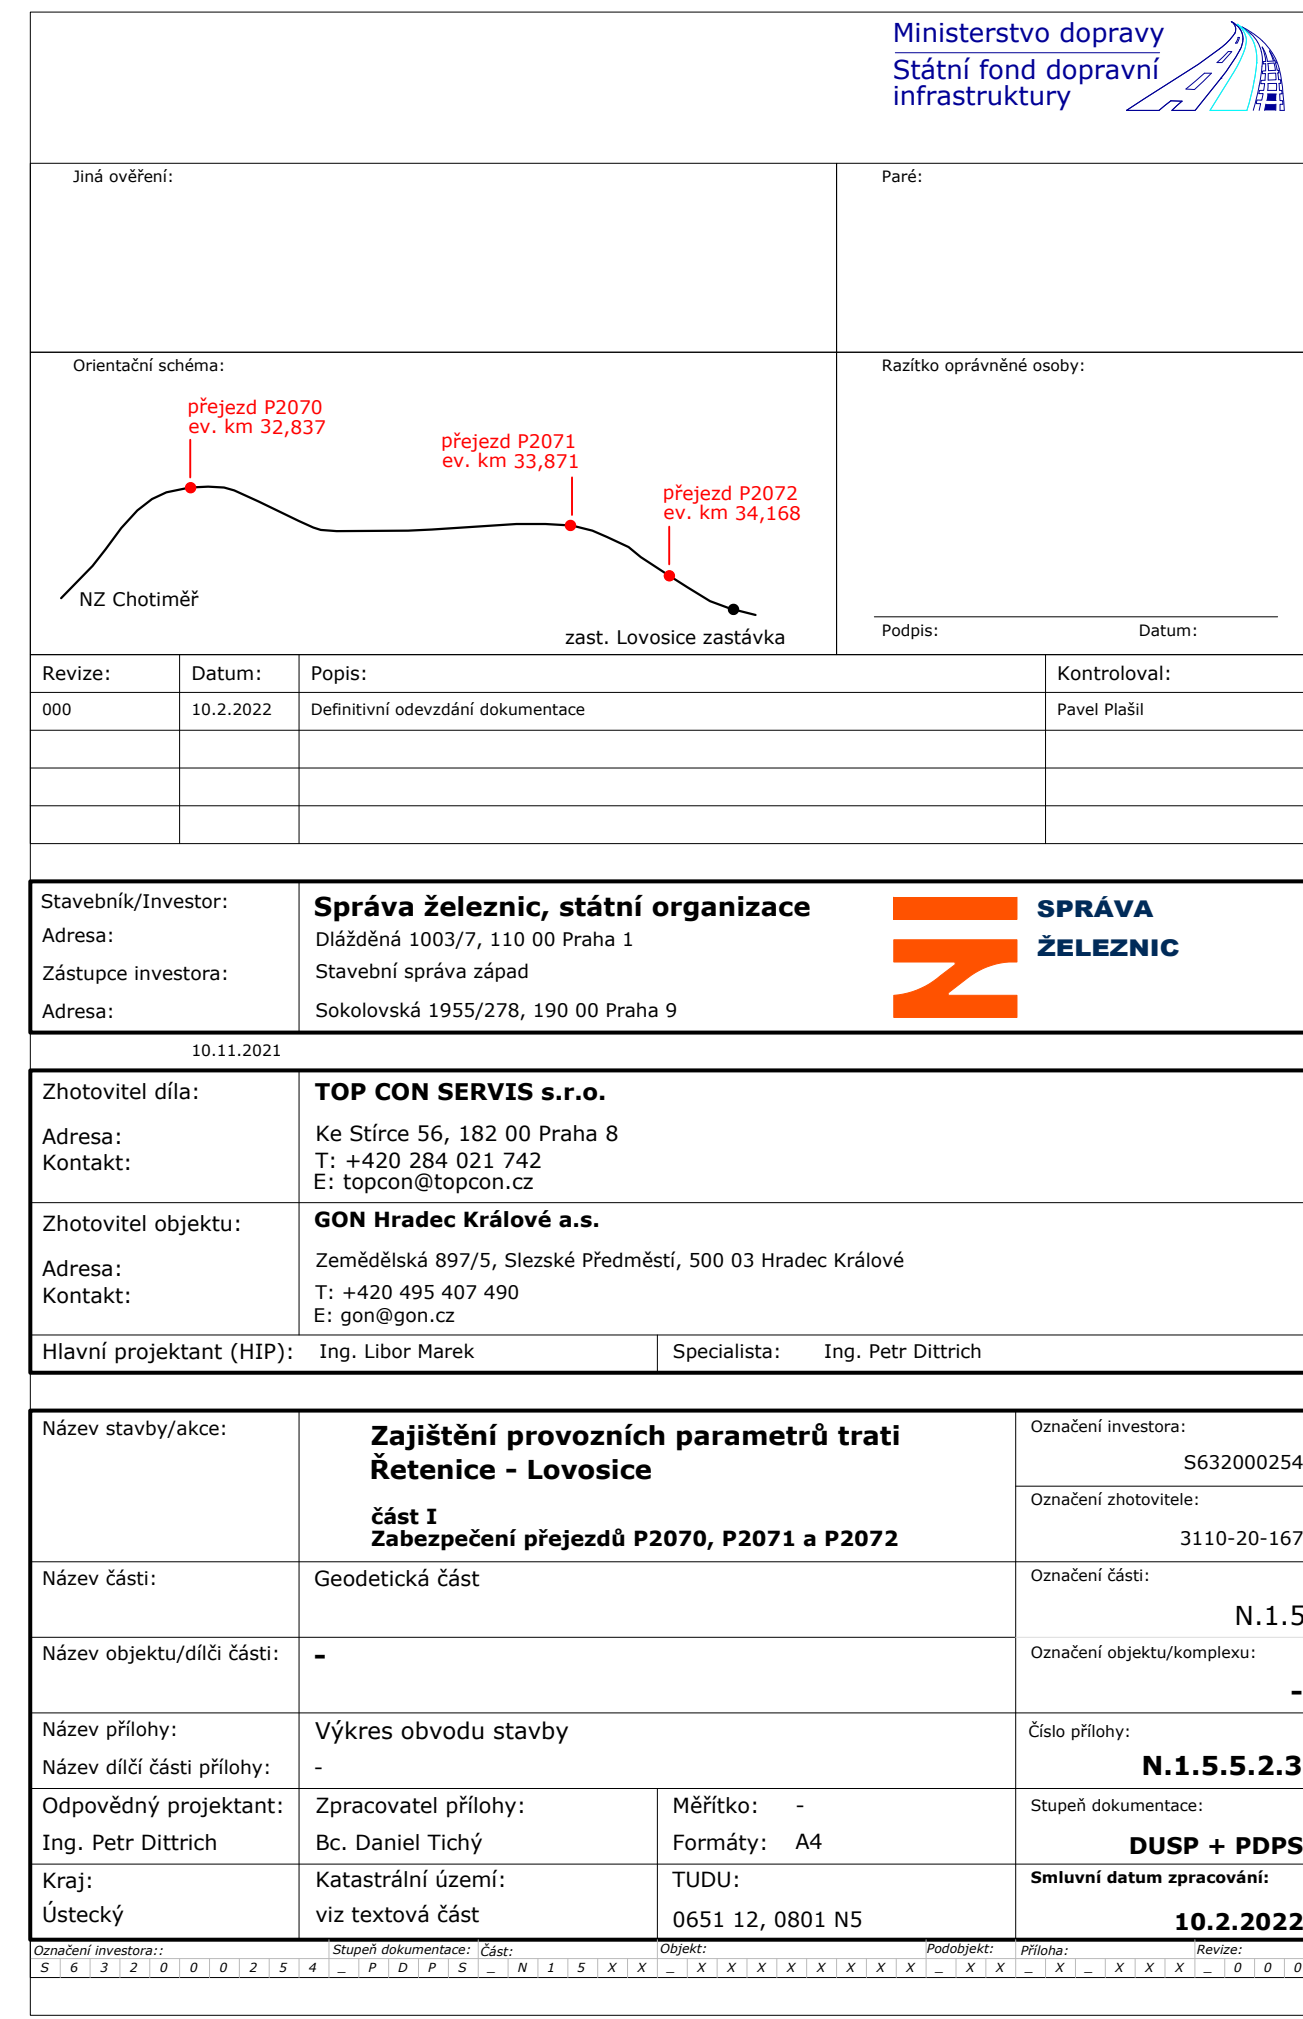 Ministerstvo dopravy
Státní fond dopravní
infrastruktury
Jiná ověření:
Paré:
Orientační schéma:
Razítko oprávněné osoby:
přejezd P2070
ev. km 32,837
přejezd P2071
ev. km 33,871
přejezd P2072
ev. km 34,168
NZ Chotiměř
zast. Lovosice zastávka
Podpis: Datum:
Revize: Datum: Popis: Kontroloval:
000 10.2.2022 Definitivní odevzdání dokumentace Pavel Plašil
Stavebník/Investor: Správa železnic, státní organizace
Adresa: Dlážděná 1003/7, 110 00 Praha 1
Zástupce investora: Stavební správa západ
Adresa: Sokolovská 1955/278, 190 00 Praha 9
SPRÁVA
ŽELEZNIC
10.11.2021
Zhotovitel díla: TOP CON SERVIS s.r.o.
Adresa: Ke Stírce 56, 182 00 Praha 8
Kontakt: T: +420 284 021 742
E: topcon@topcon.cz
Zhotovitel objektu: GON Hradec Králové a.s.
Adresa: Zemědělská 897/5, Slezské Předměstí, 500 03 Hradec Králové
Kontakt: T: +420 495 407 490
E: gon@gon.cz
Hlavní projektant (HIP): Ing. Libor Marek Specialista: Ing. Petr Dittrich
Název stavby/akce: Zajištění provozních parametrů trati
Řetenice - Lovosice
část I
Zabezpečení přejezdů P2070, P2071 a P2072
Označení investora:
S632000254
Označení zhotovitele:
3110-20-167
Název části: Geodetická část
Označení části:
N.1.5
Název objektu/dílči části: -
Označení objektu/komplexu:
-
Název přílohy: Výkres obvodu stavby
Číslo přílohy:
N.1.5.5.2.3
Název dílčí části přílohy: -
Odpovědný projektant: Zpracovatel přílohy: Měřítko: - Stupeň dokumentace:
Ing. Petr Dittrich Bc. Daniel Tichý Formáty: A4 DUSP + PDPS
Kraj: Katastrální území: TUDU: Smluvní datum zpracování:
Ústecký viz textová část 0651 12, 0801 N5 10.2.2022
Označení investora:: Stupeň dokumentace: Část: Objekt: Podobjekt: Příloha: Revize:
S 6 3 2 0 0 0 2 5 4 _ P D P S _ N 1 5 X X _ X X X X X X X X _ X X _ X _ X X X _ 0 0 0